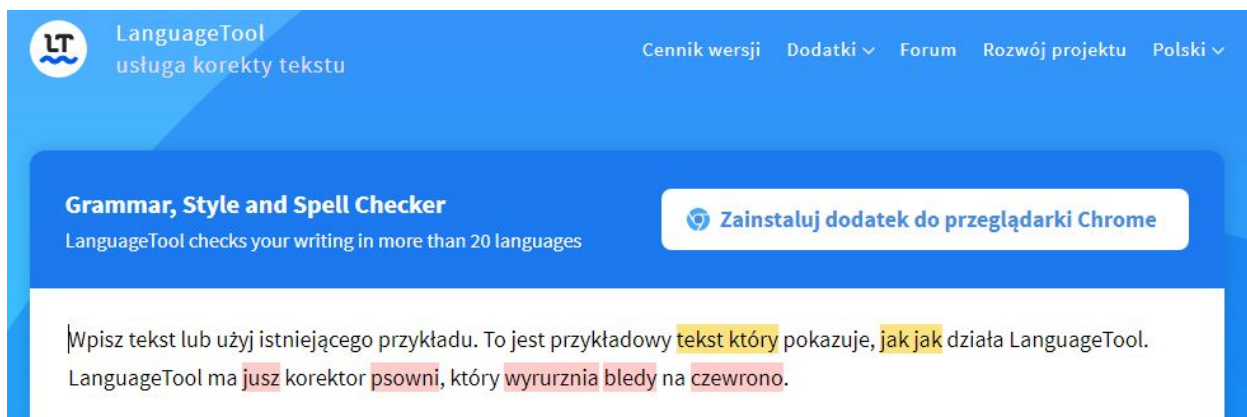 LanguageTool
usługa korekty tekstu
Cennik wersji Dodatki Forum Rozwój projektu Polski
Grammar, Style and Spell Checker
LanguageTool checks your writing in more than 20 languages
Zainstaluj dodatek do przeglądarki Chrome
Wpisz tekst lub użyj istniejącego przykładu. To jest przykładowy tekst który pokazuje, jak jak działa LanguageTool.
LanguageTool ma jusz korektor psowni, który wyrurznia bledy na czewrono.